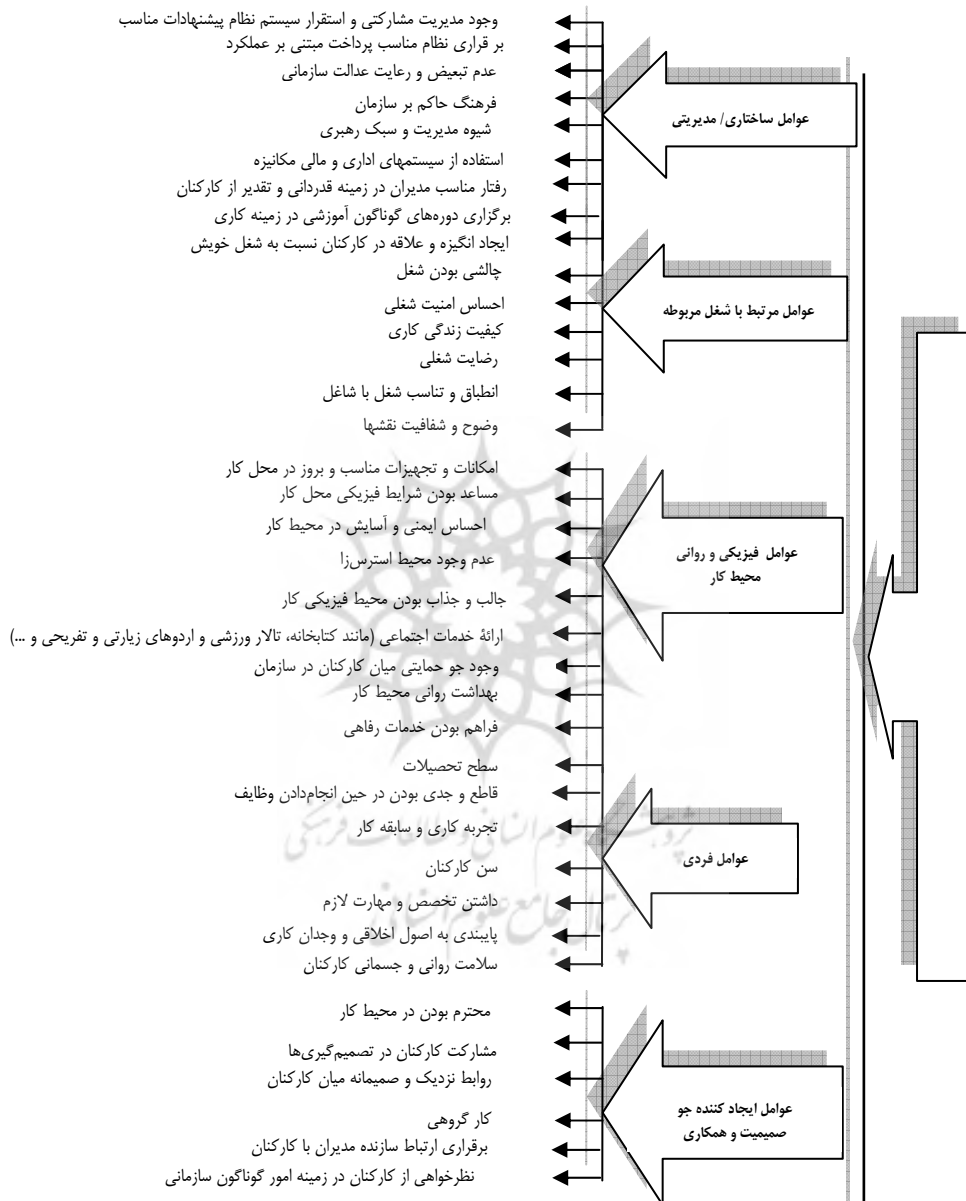 وجود مدیریت مشارکتی و استقرار سیستم نظام پیشنهادات مناسب
بر قراری نظام مناسب پرداخت مبتنی بر عملکرد
عدم تبعیض و رعایت عدالت سازمانی
فرهنگ حاکم بر سازمان
شیوه مدیریت و سبک رهبری
استفاده از سیستمهای اداری و مالی مکانیزه
رفتار مناسب مدیران در زمینه قدردانی و تقدیر از کارکنان
برگزاری دوره‌های گوناگون آموزشی در زمینه کاری
عوامل ساختاری/ مدیریتی
ایجاد انگیزه و علاقه در کارکنان نسبت به شغل خویش
چالشی بودن شغل
احساس امنیت شغلی
کیفیت زندگی کاری
رضایت شغلی
انطباق و تناسب شغل با شاغل
وضوح و شفافیت نقشها
عوامل مرتبط با شغل مربوطه
امکانات و تجهیزات مناسب و بروز در محل کار
مساعد بودن شرایط فیزیکی محل کار
احساس ایمنی و آسایش در محیط کار
عدم وجود محیط استرس‌زا
جالب و جذاب بودن محیط فیزیکی کار
ارائهٔ خدمات اجتماعی (مانند کتابخانه، تالار ورزشی و اردوهای زیارتی و تفریحی و ...)
وجود جو حمایتی میان کارکنان در سازمان
بهداشت روانی محیط کار
فراهم بودن خدمات رفاهی
عوامل فیزیکی و روانی
محیط کار
سطح تحصیلات
قاطع و جدی بودن در حین انجام‌دادن وظایف
تجربه کاری و سابقه کار
سن کارکنان
داشتن تخصص و مهارت لازم
پایبندی به اصول اخلاقی و وجدان کاری
سلامت روانی و جسمانی کارکنان
عوامل فردی
پژوهشگاه علوم انسانی و مطالعات فرهنگی
پرتال جامع علوم انسانی
محترم بودن در محیط کار
مشارکت کارکنان در تصمیم‌گیری‌ها
روابط نزدیک و صمیمانه میان کارکنان
کار گروهی
برقراری ارتباط سازنده مدیران با کارکنان
نظرخواهی از کارکنان در زمینه امور گوناگون سازمانی
عوامل ایجاد کننده جو
صمیمیت و همکاری